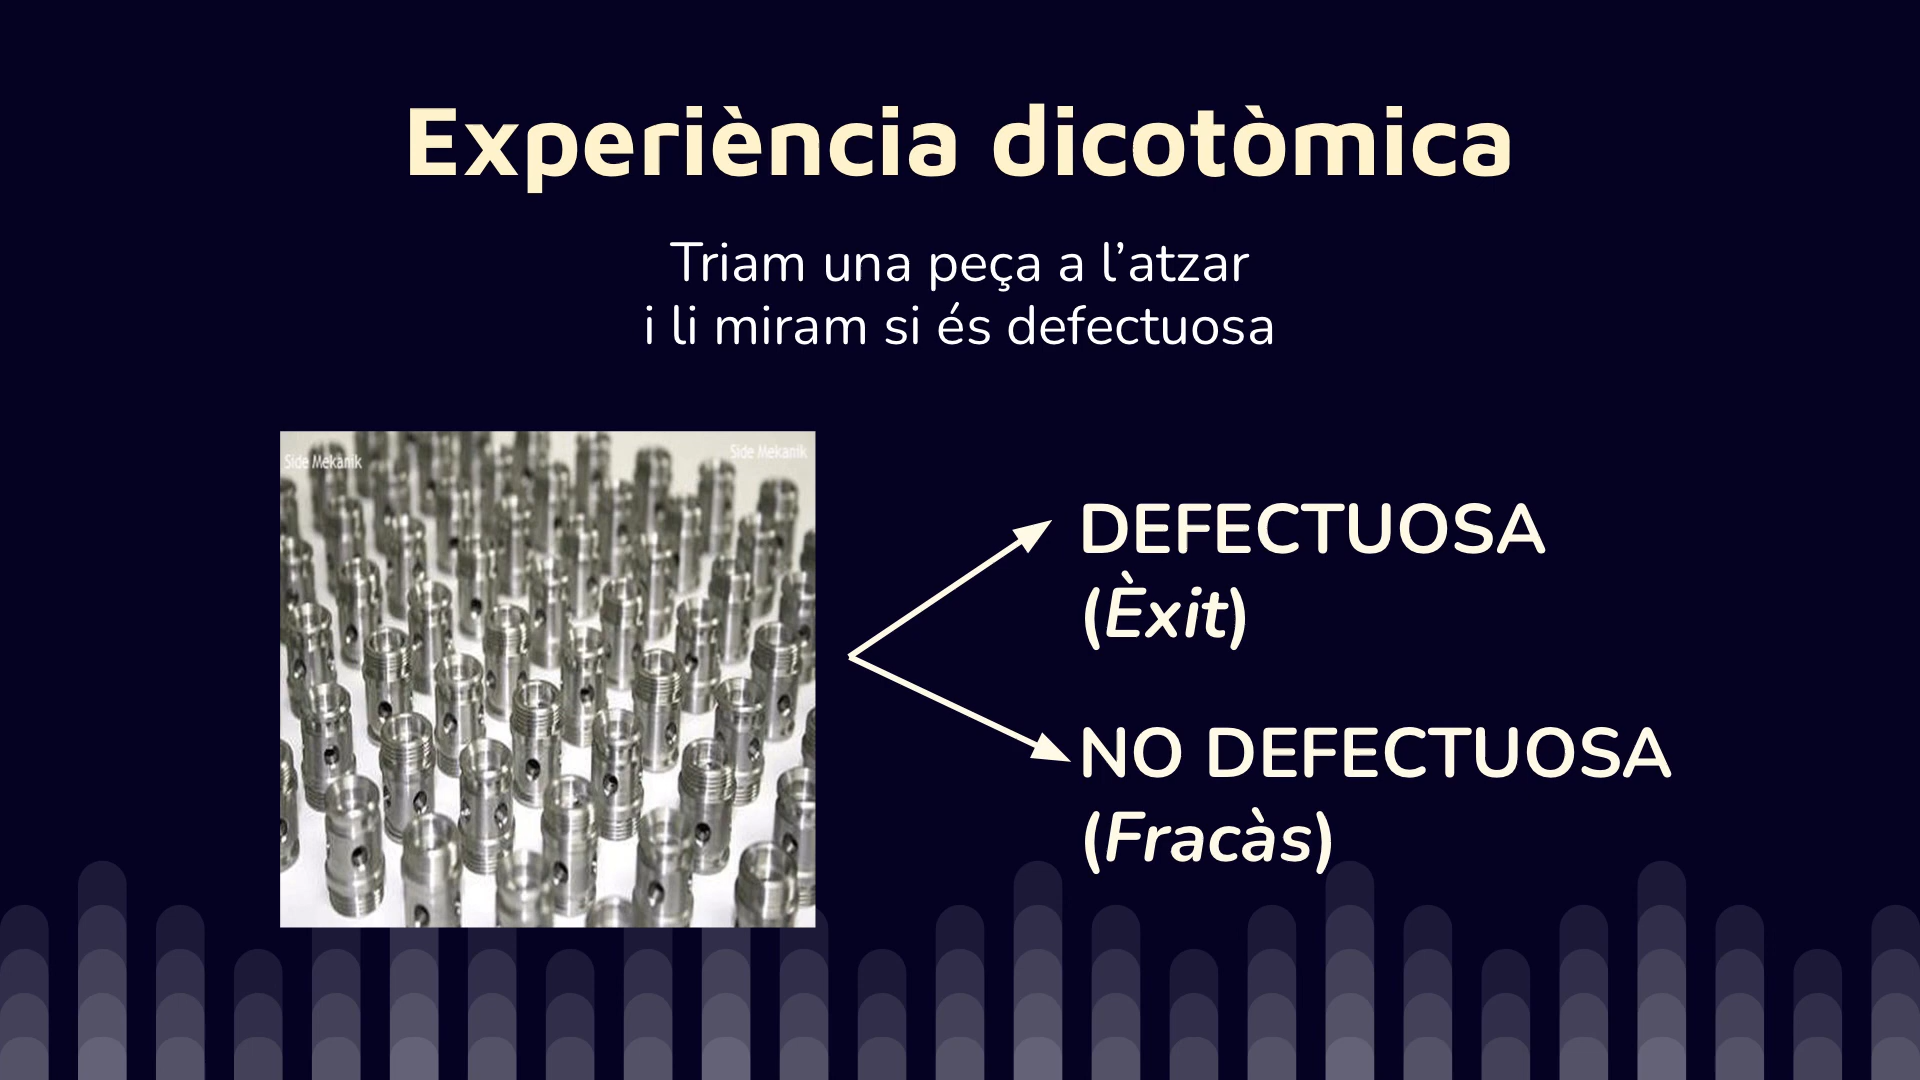 Experiència dicotòmica
Triam una peça a l’atzar
i li miram si és defectuosa
Side Mekanik
Side Mekanik
DEFECTUOSA
(Èxit)
NO DEFECTUOSA
(Fracàs)